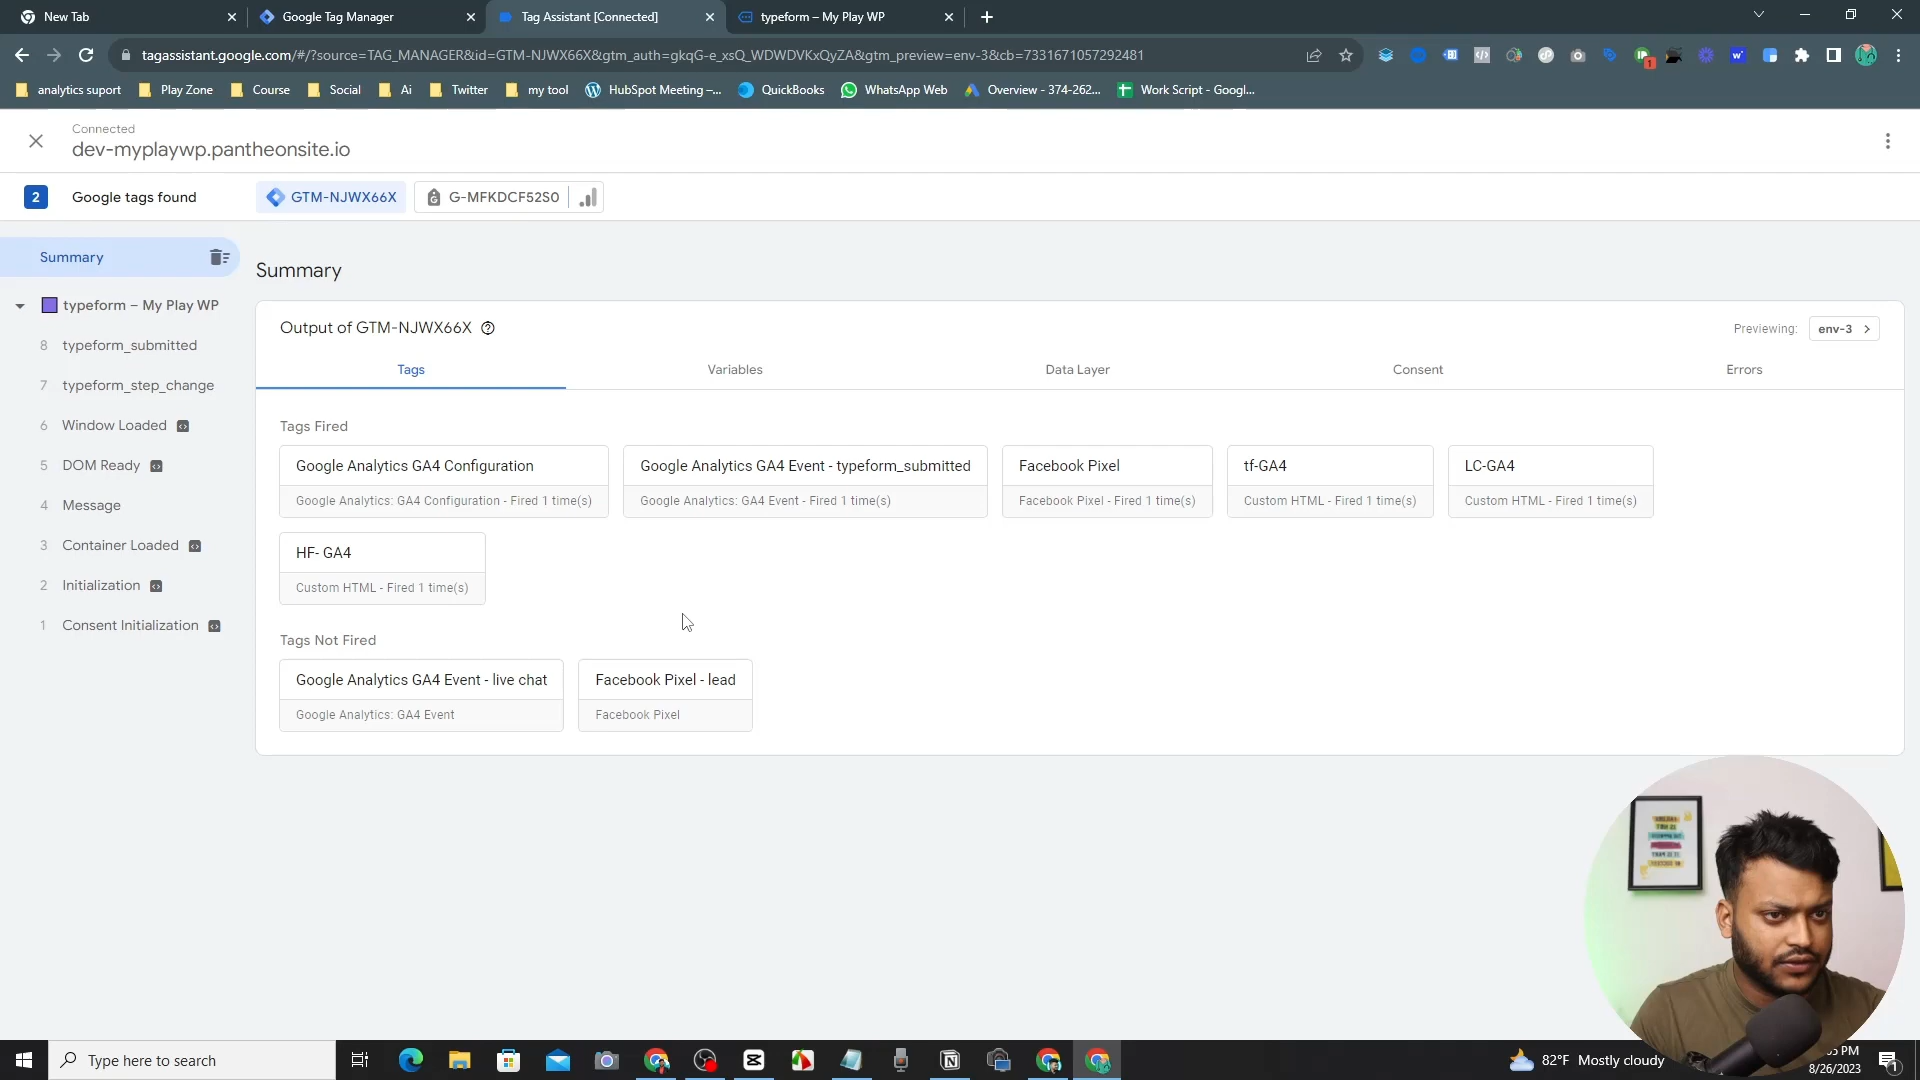 New Tab
Google Tag Manager
Tag Assistant [Connected]
typeform – My Play WP
tagassistant.google.com/#/?source=TAG_MANAGER&id=GTM-NJWX66X&gtm_auth=gkqG-e_xsQ_WDWDVKxQyZA&gtm_preview=env-3&cb=7331671057292481
analytics suport
Play Zone
Course
Social
Ai
Twitter
my tool
HubSpot Meeting –...
QuickBooks
WhatsApp Web
Overview - 374-262...
Work Script - Googl...
Connected
dev-myplaywp.pantheonsite.io
2 Google tags found
GTM-NJWX66X
G-MFKDCF52S0
Summary
typeform – My Play WP
8 typeform_submitted
7 typeform_step_change
6 Window Loaded
5 DOM Ready
4 Message
3 Container Loaded
2 Initialization
1 Consent Initialization
Summary
Output of GTM-NJWX66X
Previewing: env-3
Tags
Variables
Data Layer
Consent
Errors
Tags Fired
Google Analytics GA4 Configuration
Google Analytics: GA4 Configuration - Fired 1 time(s)
Google Analytics GA4 Event - typeform_submitted
Google Analytics: GA4 Event - Fired 1 time(s)
Facebook Pixel
Facebook Pixel - Fired 1 time(s)
tf-GA4
Custom HTML - Fired 1 time(s)
LC-GA4
Custom HTML - Fired 1 time(s)
HF- GA4
Custom HTML - Fired 1 time(s)
Tags Not Fired
Google Analytics GA4 Event - live chat
Google Analytics: GA4 Event
Facebook Pixel - lead
Facebook Pixel
Type here to search
82°F Mostly cloudy
PM
8/26/2023
1